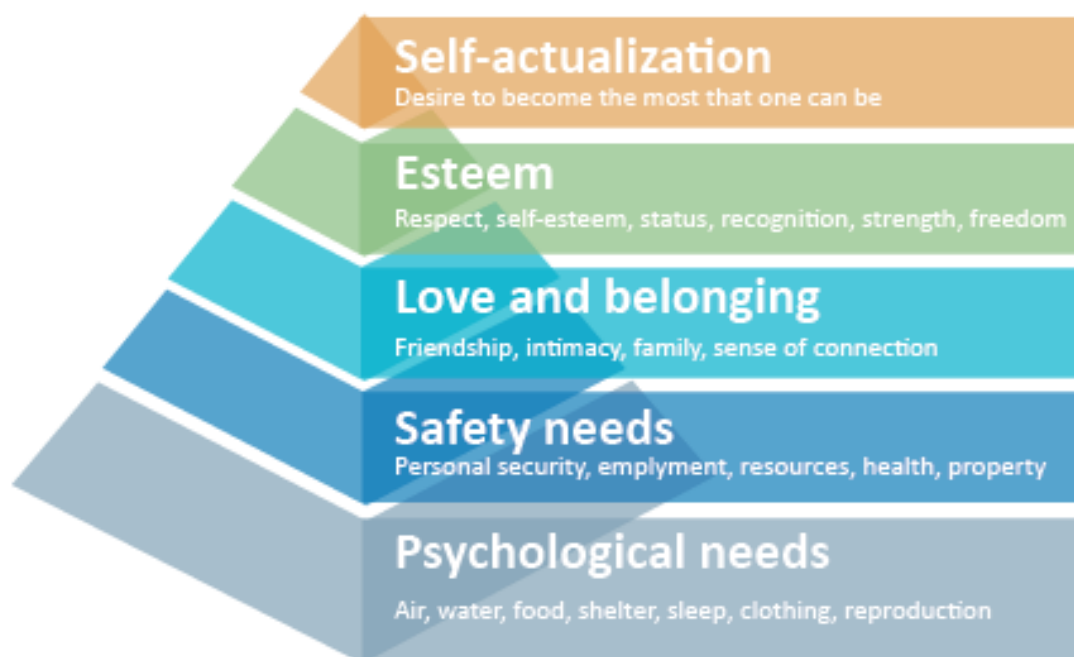 Self-actualization
Desire to become the most that one can be
Esteem
Respect, self-esteem, status, recognition, strength, freedom
Love and belonging
Friendship, intimacy, family, sense of connection
Safety needs
Personal security, emplyment, resources, health, property
Psychological needs
Air, water, food, shelter, sleep, clothing, reproduction